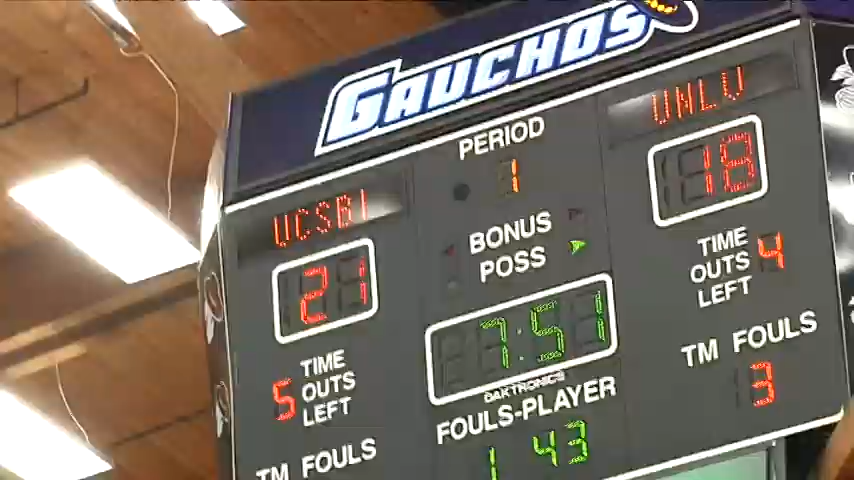 GAUCHOS
UCSBI
PERIOD
UNLV
21
1
18
BONUS
POSS
TIME
OUTS
LEFT
4
7:51
TIME
OUTS
LEFT
5
DAKTRONICS
TM FOULS
3
FOULS-PLAYER
TM FOULS
1 43